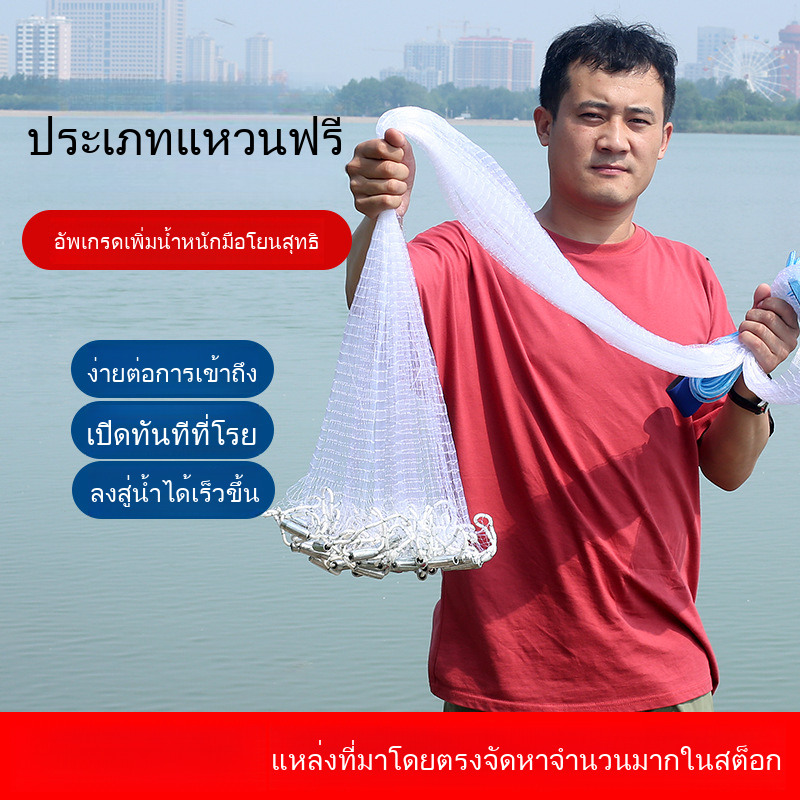 ประเภทแหวนฟรี
อัพเกรดเพิ่มน้ำหนักมือโยนสุทธิ
ง่ายต่อการเข้าถึง
เปิดทันทีที่โรย
ลงสู่น้ำได้เร็วขึ้น
แหล่งที่มาโดยตรงจัดหาจำนวนมากในสต็อก